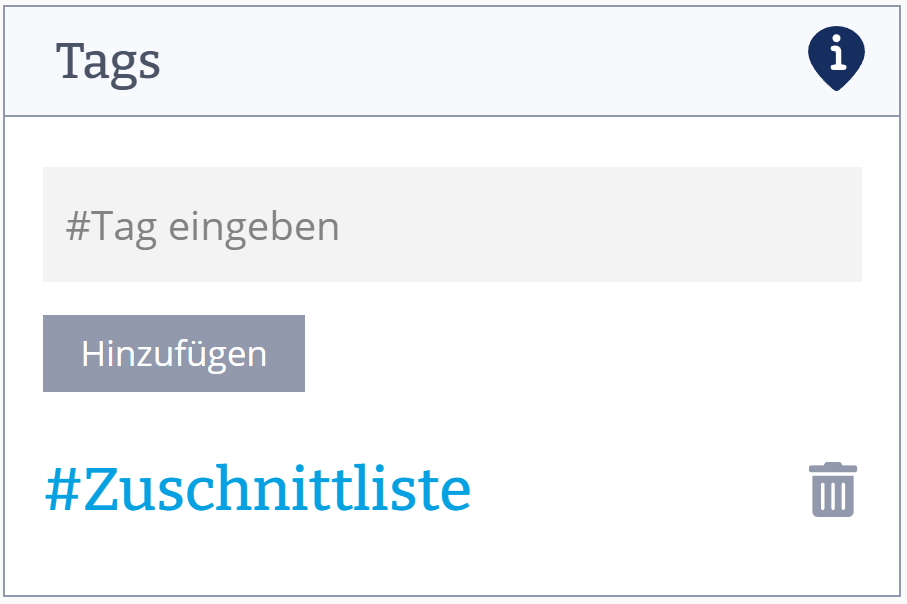 Tags
#Tag eingeben
Hinzufügen
#Zuschnittliste